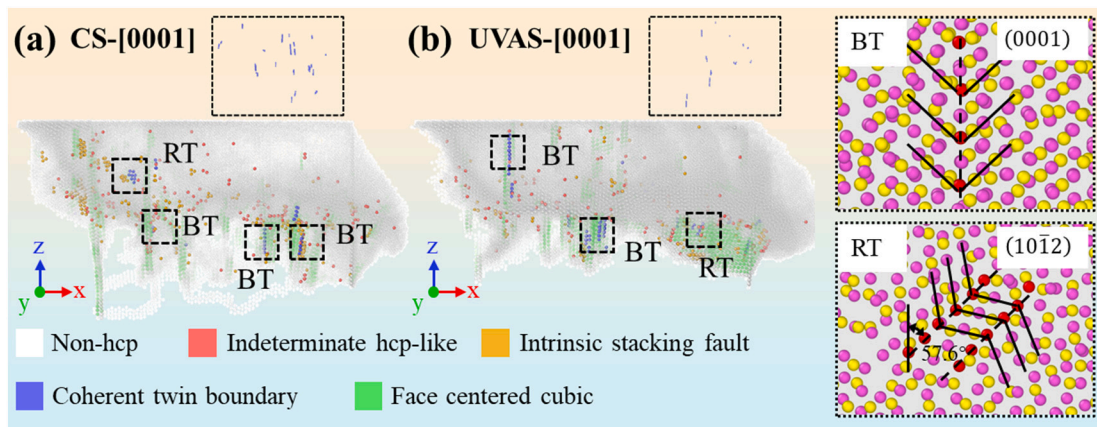 (a) CS-[0001]
(b) UVAS-[0001]
RT
BT
BT
BT
z
y
x
BT
BT
RT
z
y
x
BT
(0001)
RT
(101̄2)
57.6°
Non-hcp
Indeterminate hcp-like
Intrinsic stacking fault
Coherent twin boundary
Face centered cubic